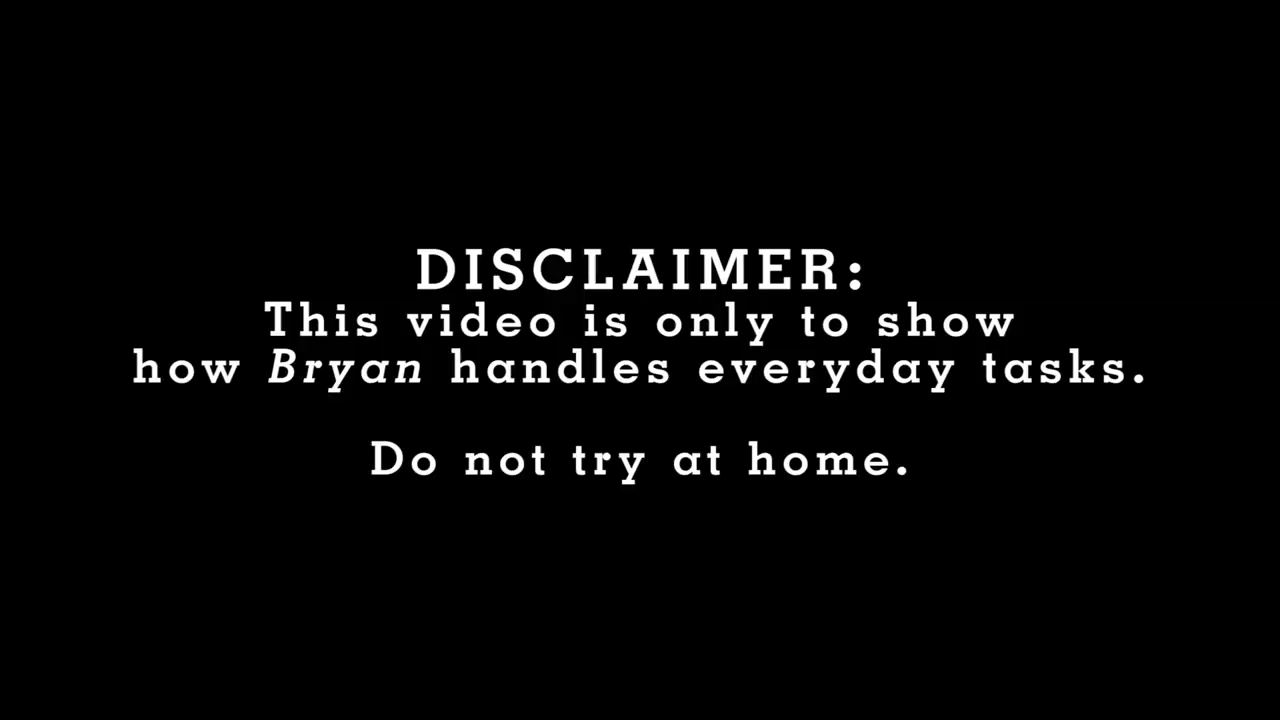 DISCLAIMER:
This video is only to show
how Bryan handles everyday tasks.
Do not try at home.